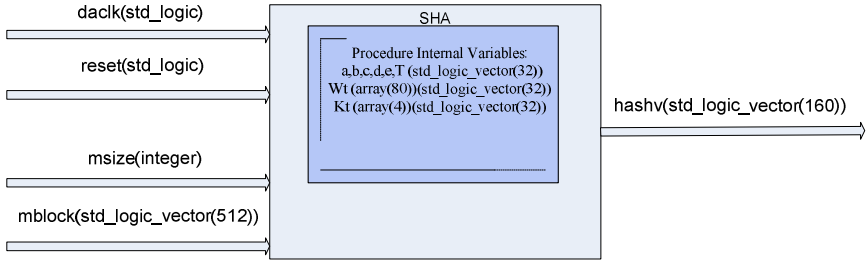 daclk(std_logic)
SHA
reset(std_logic)
Procedure Internal Variables:
a,b,c,d,e,T (std_logic_vector(32))
Wt (array(80))(std_logic_vector(32))
Kt (array(4))(std_logic_vector(32))
hashv(std_logic_vector(160))
msize(integer)
mblock(std_logic_vector(512))